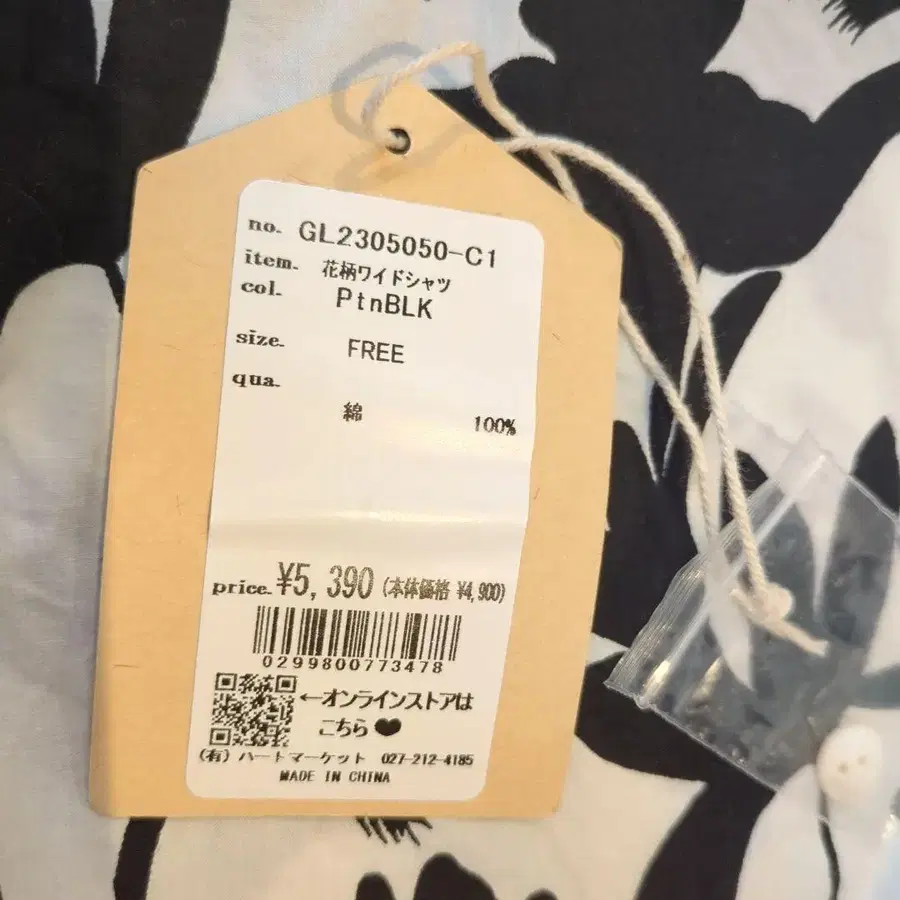 no. GL2305050-C1
item. 花柄ワイドシャツ
col. PtnBLK
size. FREE
qua.
綿 100%
price. ¥5,390 (本体価格 ¥4,900)
0299800773478
←オンラインストアは
こちら♥
(有) ハートマーケット 027-212-4185
MADE IN CHINA